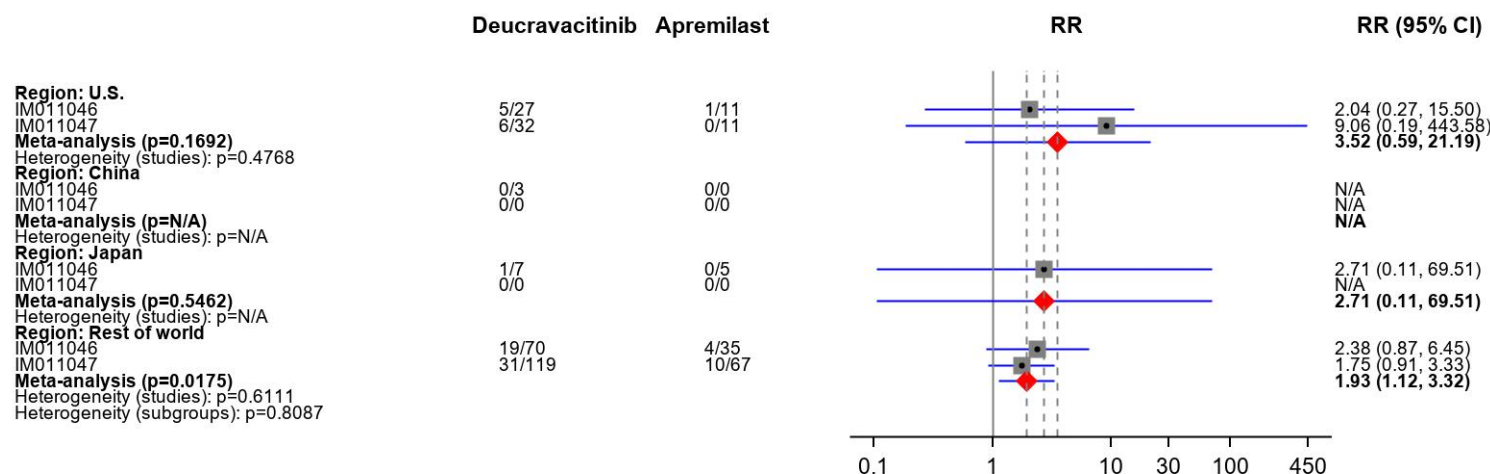 Deucravacitinib Apremilast RR RR (95% CI)
Region: U.S.
IM011046 5/27 1/11 2.04 (0.27, 15.50)
IM011047 6/32 0/11 9.06 (0.19, 443.58)
Meta-analysis (p=0.1692) 3.52 (0.59, 21.19)
Heterogeneity (studies): p=0.4768
Region: China
IM011046 0/3 0/0 N/A
IM011047 0/0 0/0 N/A
Meta-analysis (p=N/A) N/A
Heterogeneity (studies): p=N/A
Region: Japan
IM011046 1/7 0/5 2.71 (0.11, 69.51)
IM011047 0/0 0/0 N/A
Meta-analysis (p=0.5462) 2.71 (0.11, 69.51)
Heterogeneity (studies): p=N/A
Region: Rest of world
IM011046 19/70 4/35 2.38 (0.87, 6.45)
IM011047 31/119 10/67 1.75 (0.91, 3.33)
Meta-analysis (p=0.0175) 1.93 (1.12, 3.32)
Heterogeneity (studies): p=0.6111
Heterogeneity (subgroups): p=0.8087
0.1 1 10 30 100 450